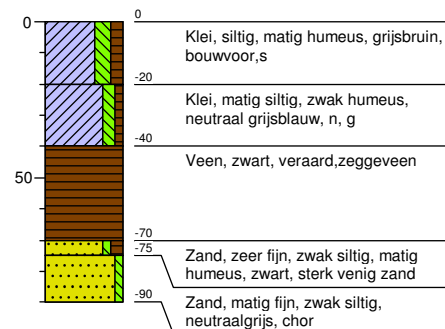 0
0
Klei, siltig, matig humeus, grijsbruin,
bouwvoor,s
-20
Klei, matig siltig, zwak humeus,
neutraal grijsblauw, n, g
-40
Veen, zwart, veraard,zeggeveen
50
-70
-75
Zand, zeer fijn, zwak siltig, matig
humeus, zwart, sterk venig zand
-90
Zand, matig fijn, zwak siltig,
neutraalgrijs, chor